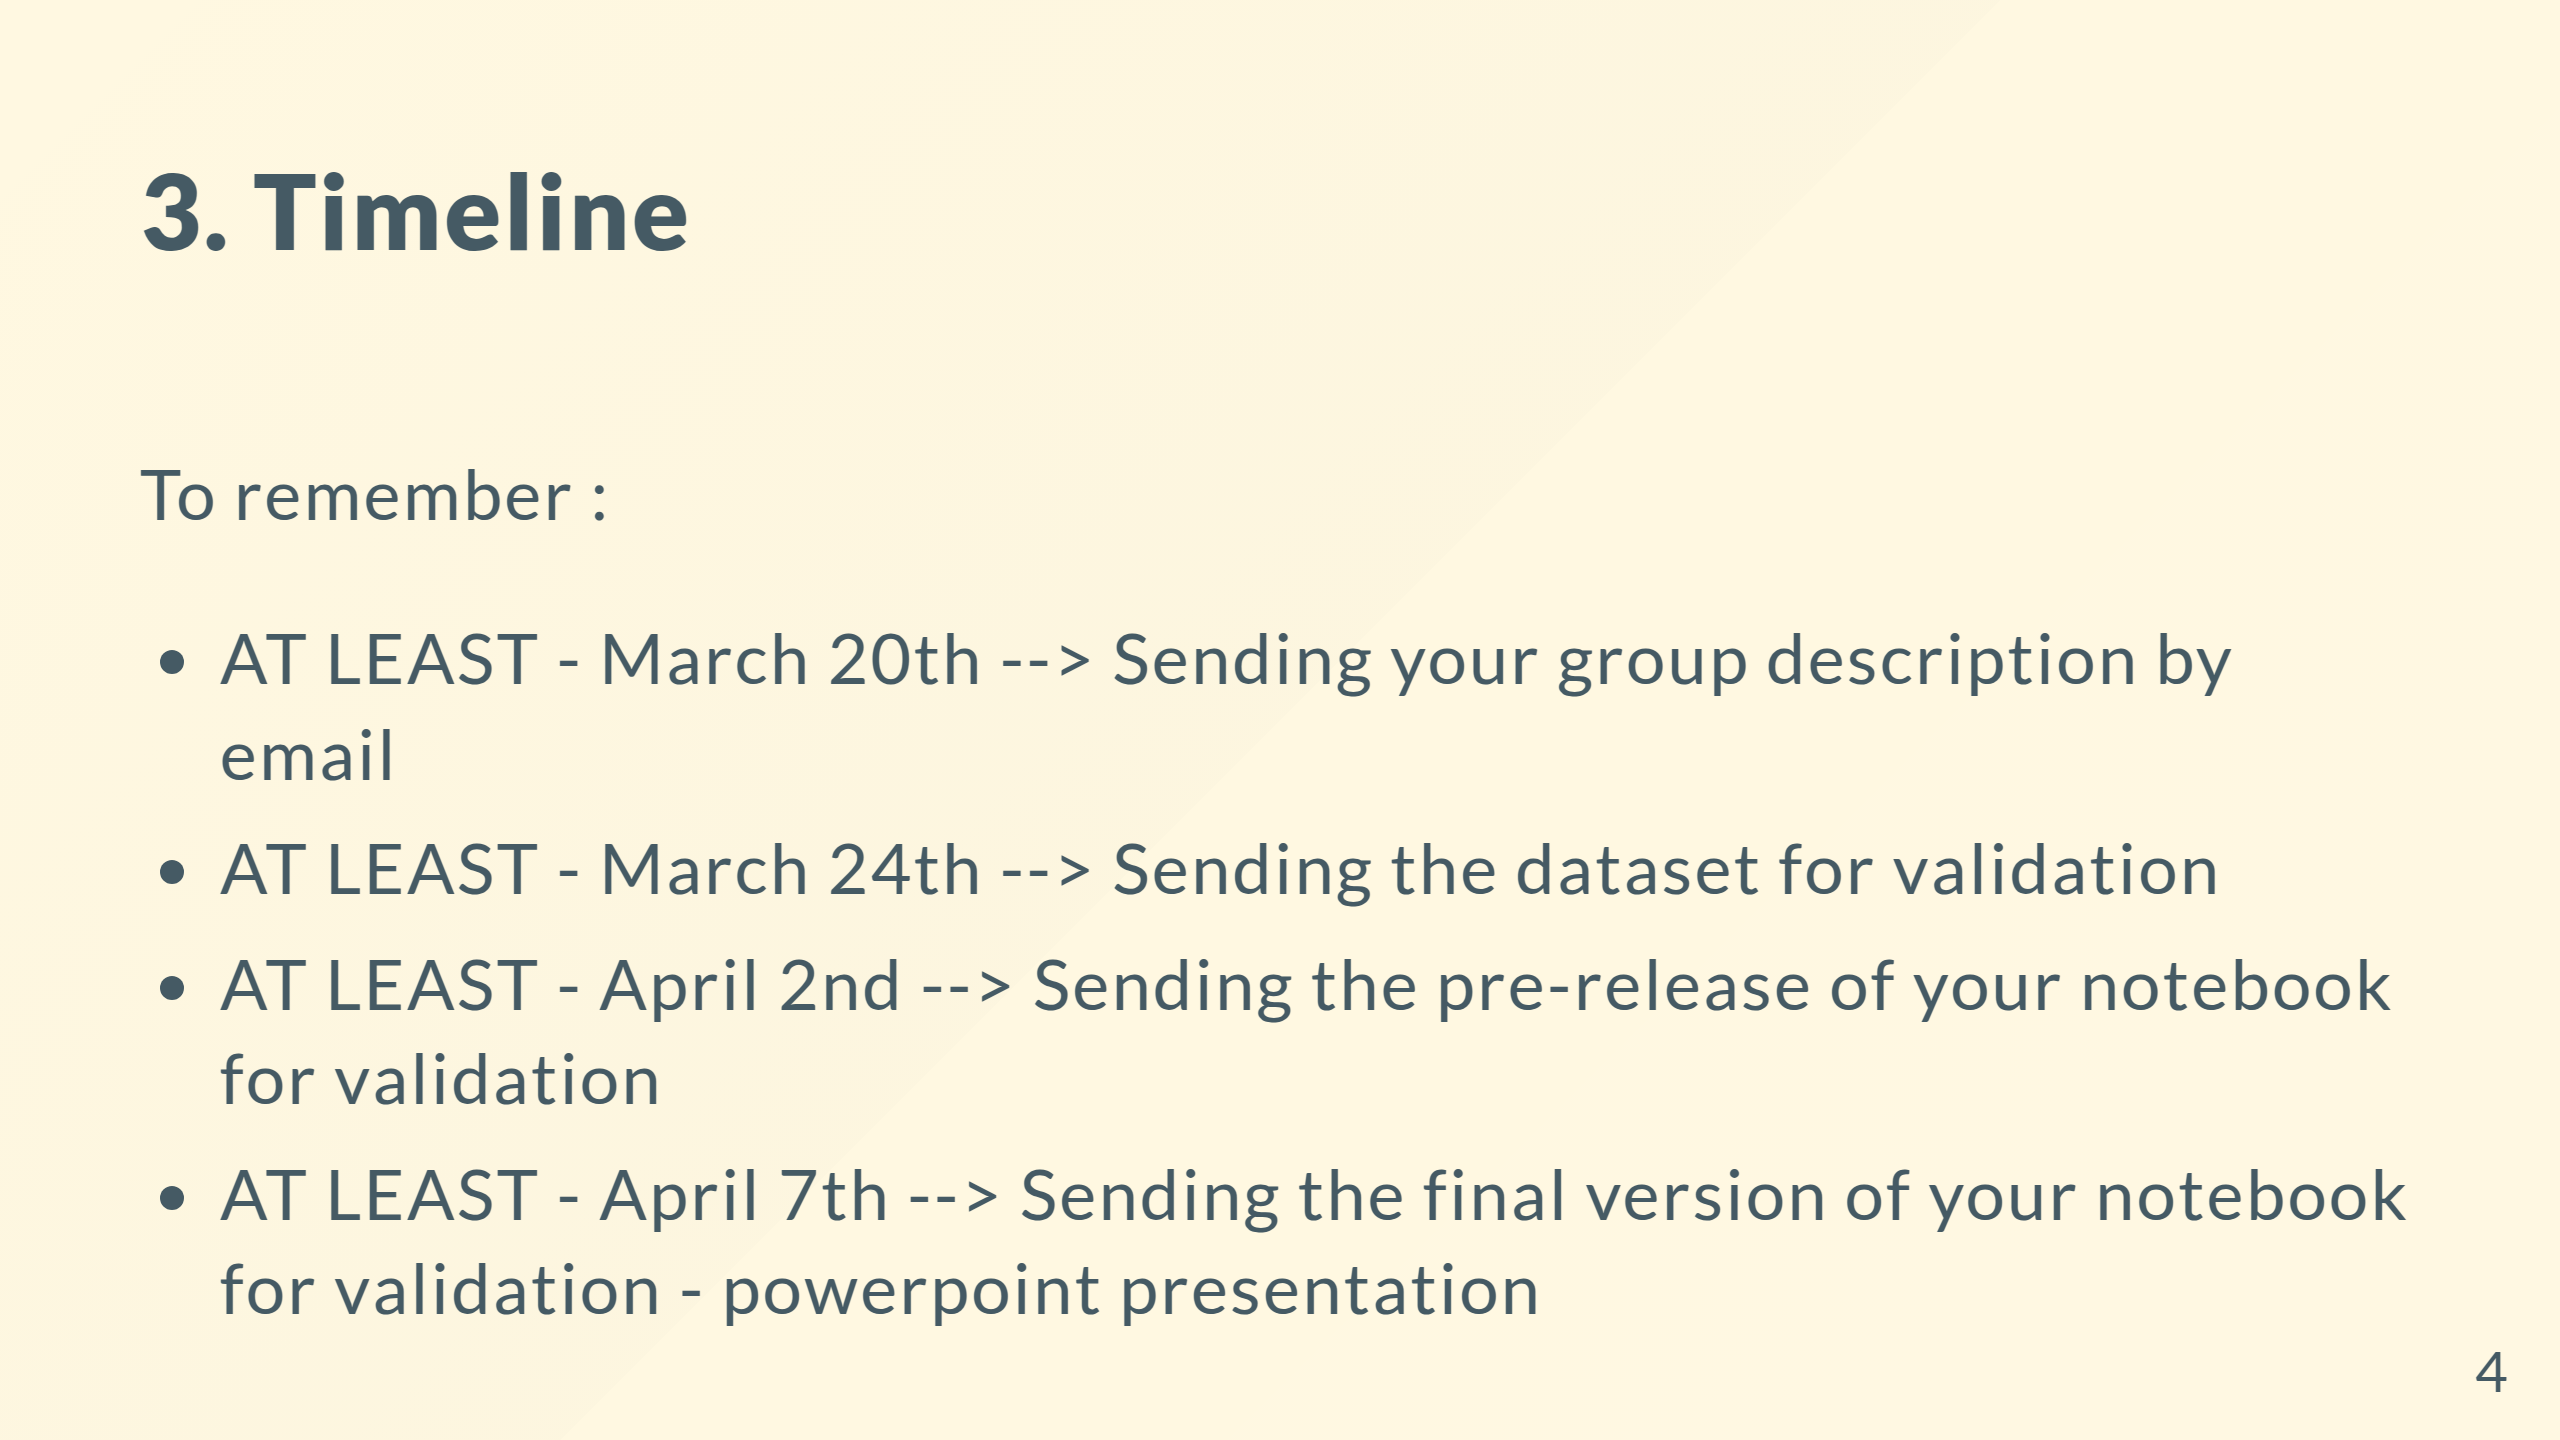 3. Timeline
To remember :
• AT LEAST - March 20th --> Sending your group description by
email
• AT LEAST - March 24th --> Sending the dataset for validation
• AT LEAST - April 2nd --> Sending the pre-release of your notebook
for validation
• AT LEAST - April 7th --> Sending the final version of your notebook
for validation - powerpoint presentation
4